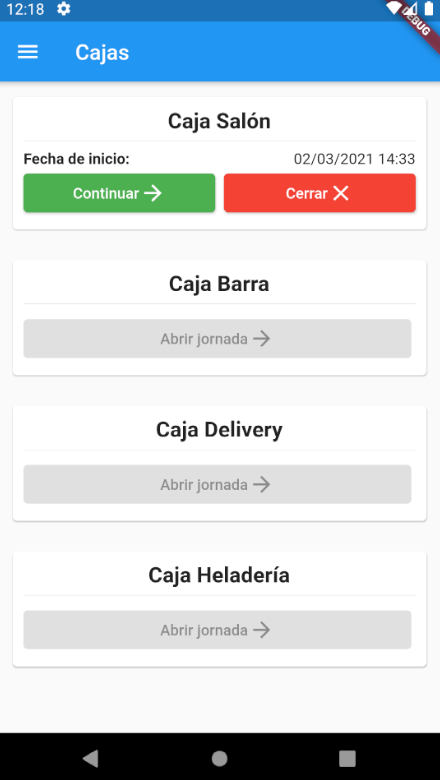 12:18
DEBUG
Cajas
Caja Salón
Fecha de inicio: 02/03/2021 14:33
Continuar Cerrar
Caja Barra
Abrir jornada
Caja Delivery
Abrir jornada
Caja Heladería
Abrir jornada